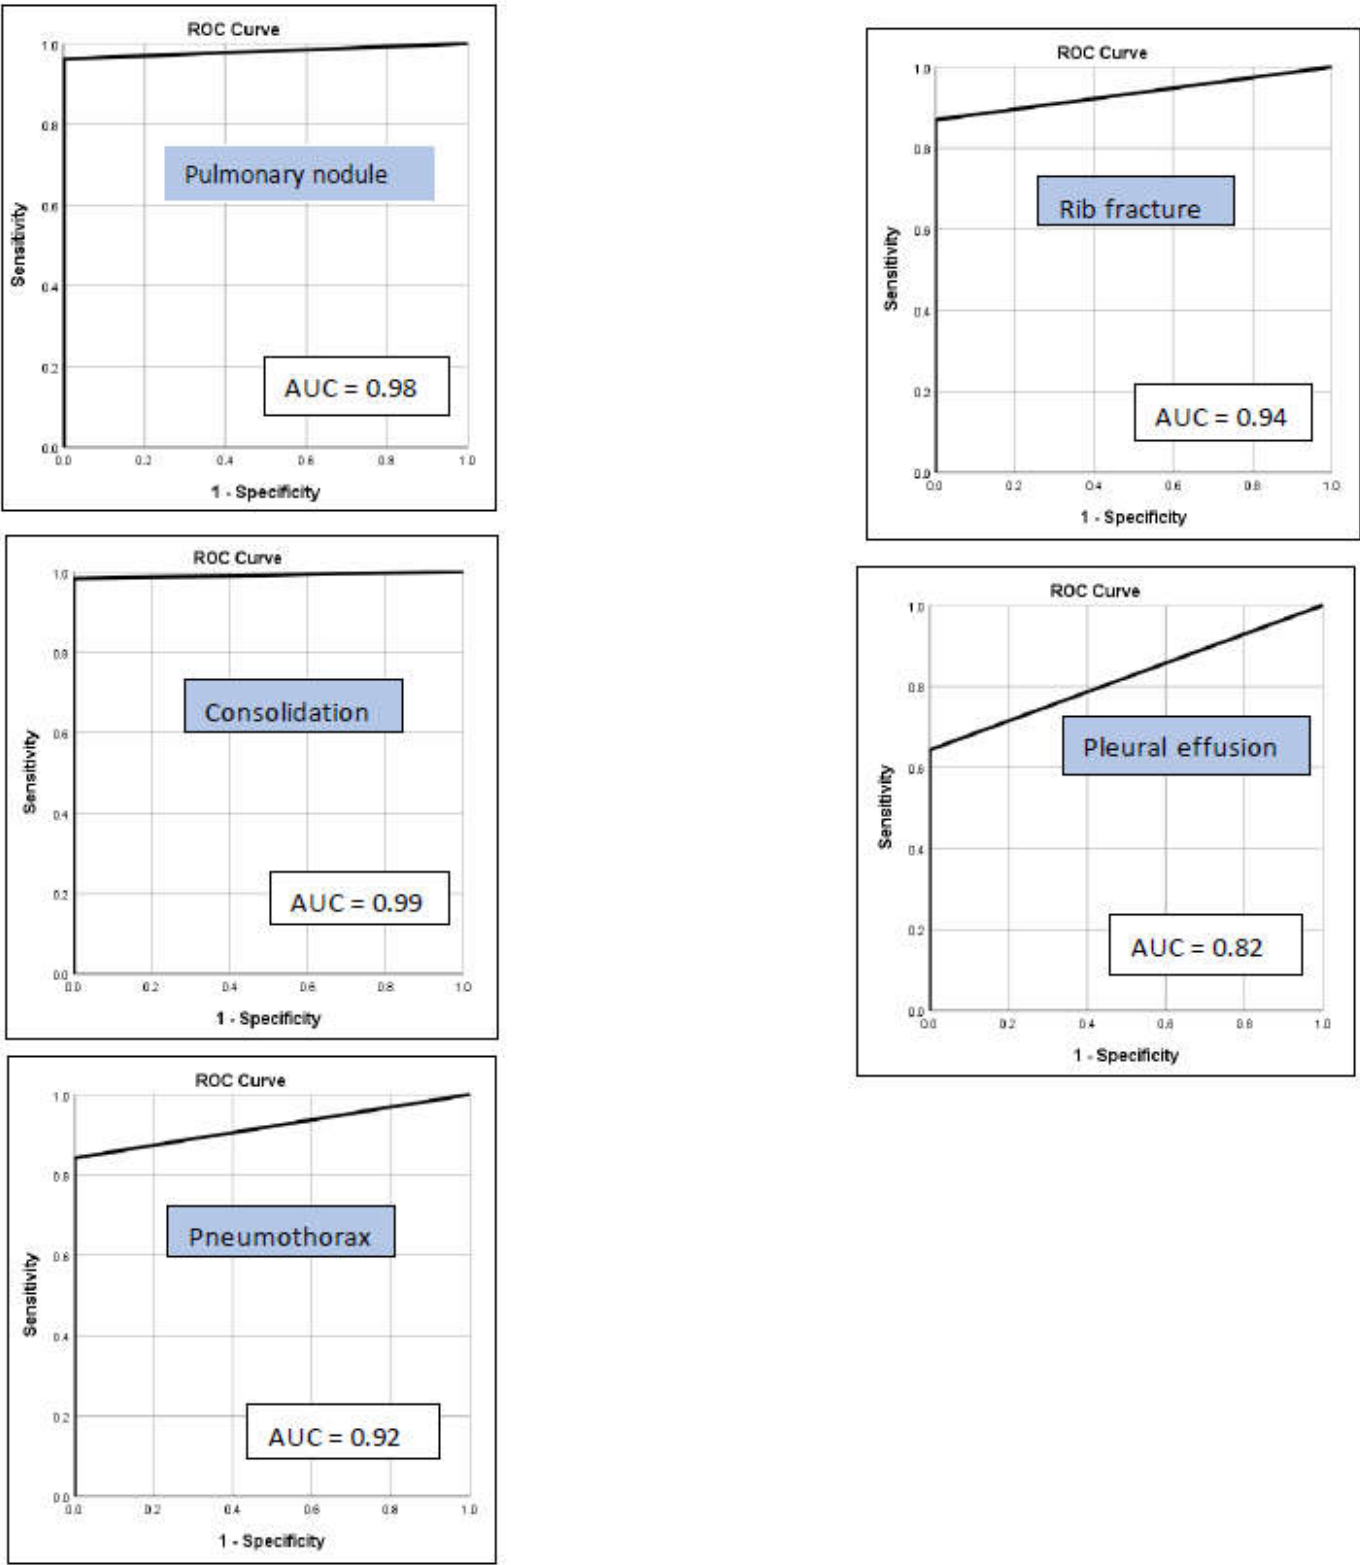 ROC Curve
1.0
0.8
0.6
0.4
0.2
0.0
Sensitivity
Pulmonary nodule
AUC = 0.98
0.0 0.2 0.4 0.6 0.8 1.0
1 - Specificity
ROC Curve
1.0
0.8
0.6
0.4
0.2
0.0
Sensitivity
Rib fracture
AUC = 0.94
0.0 0.2 0.4 0.6 0.8 1.0
1 - Specificity
ROC Curve
1.0
0.8
0.6
0.4
0.2
0.0
Sensitivity
Consolidation
AUC = 0.99
0.0 0.2 0.4 0.6 0.8 1.0
1 - Specificity
ROC Curve
1.0
0.8
0.6
0.4
0.2
0.0
Sensitivity
Pleural effusion
AUC = 0.82
0.0 0.2 0.4 0.6 0.8 1.0
1 - Specificity
ROC Curve
1.0
0.8
0.6
0.4
0.2
0.0
Sensitivity
Pneumothorax
AUC = 0.92
0.0 0.2 0.4 0.6 0.8 1.0
1 - Specificity